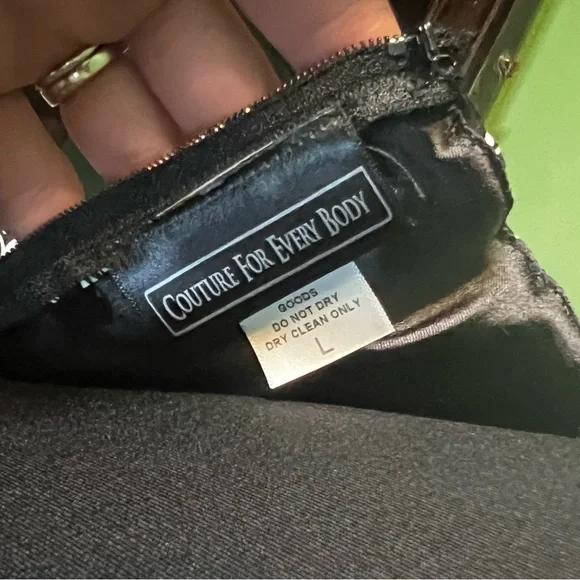 COUTURE FOR EVERY BODY
GOODS
DO NOT DRY
DRY CLEAN ONLY
L